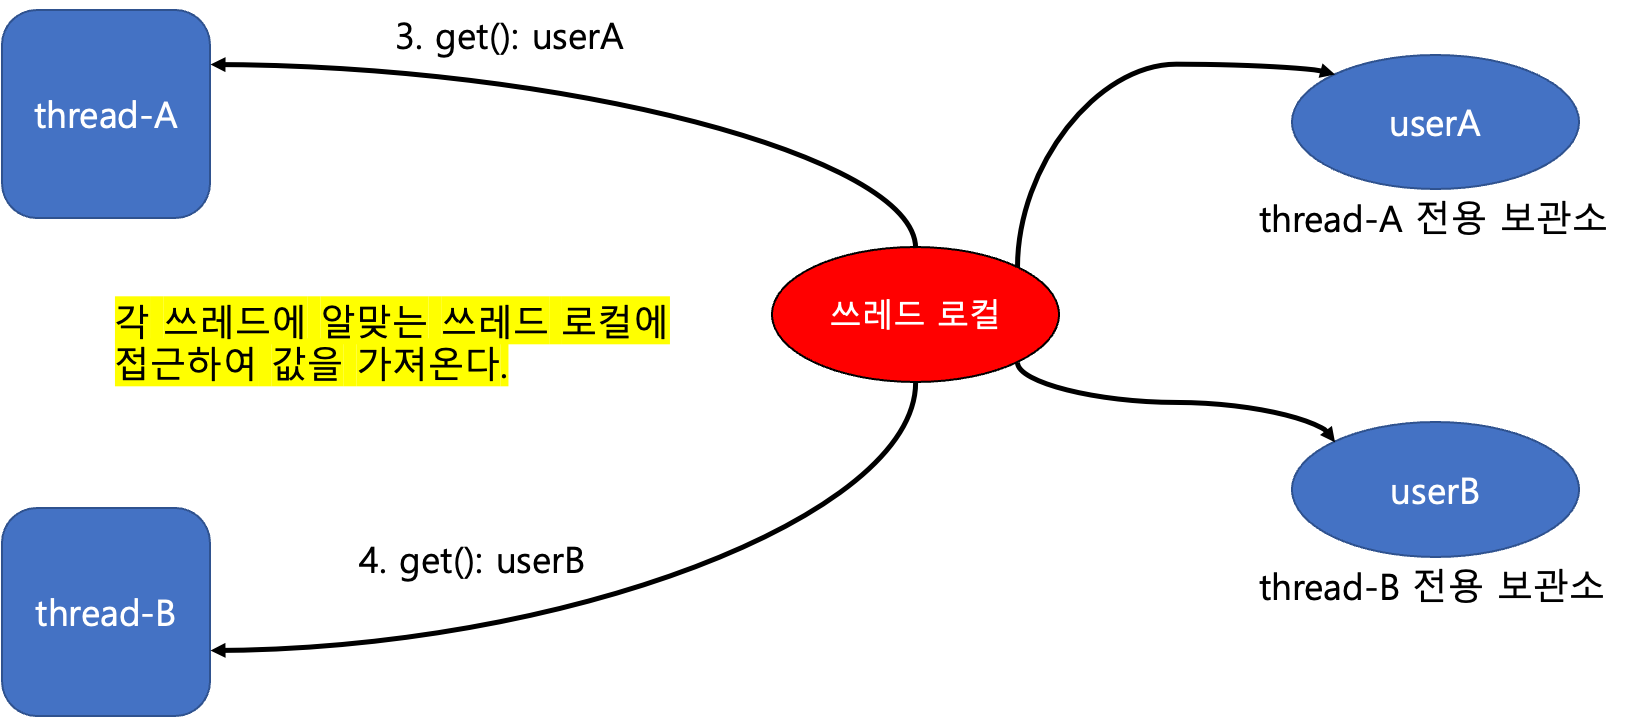 3. get(): userA
thread-A
userA
thread-A 전용 보관소
각 쓰레드에 알맞는 쓰레드 로컬에
접근하여 값을 가져온다.
쓰레드 로컬
userB
4. get(): userB
thread-B
thread-B 전용 보관소